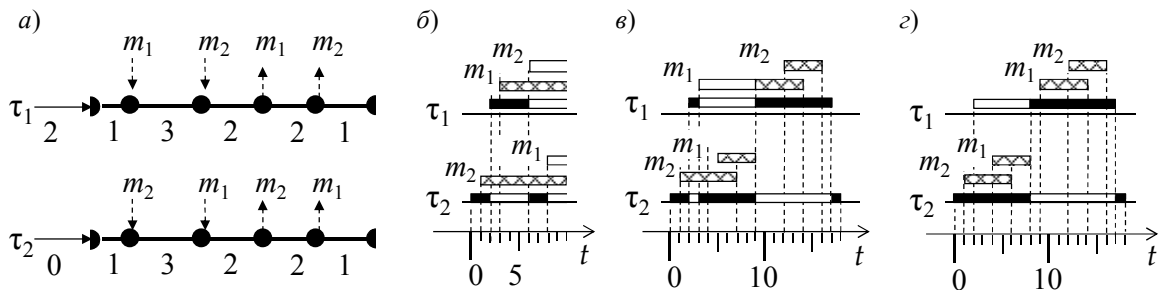 а) б) в) г)
m₁ m₂ m₁ m₂
τ₁
2 1 3 2 2 1
m₂ m₁ m₂ m₁
τ₂
0 1 3 2 2 1
m₂
m₁
τ₁
m₁
m₂
τ₂
0 5 t
m₂
m₁
τ₁
m₁
m₂
τ₂
0 10 t
m₂
m₁
τ₁
m₁
m₂
τ₂
0 10 t